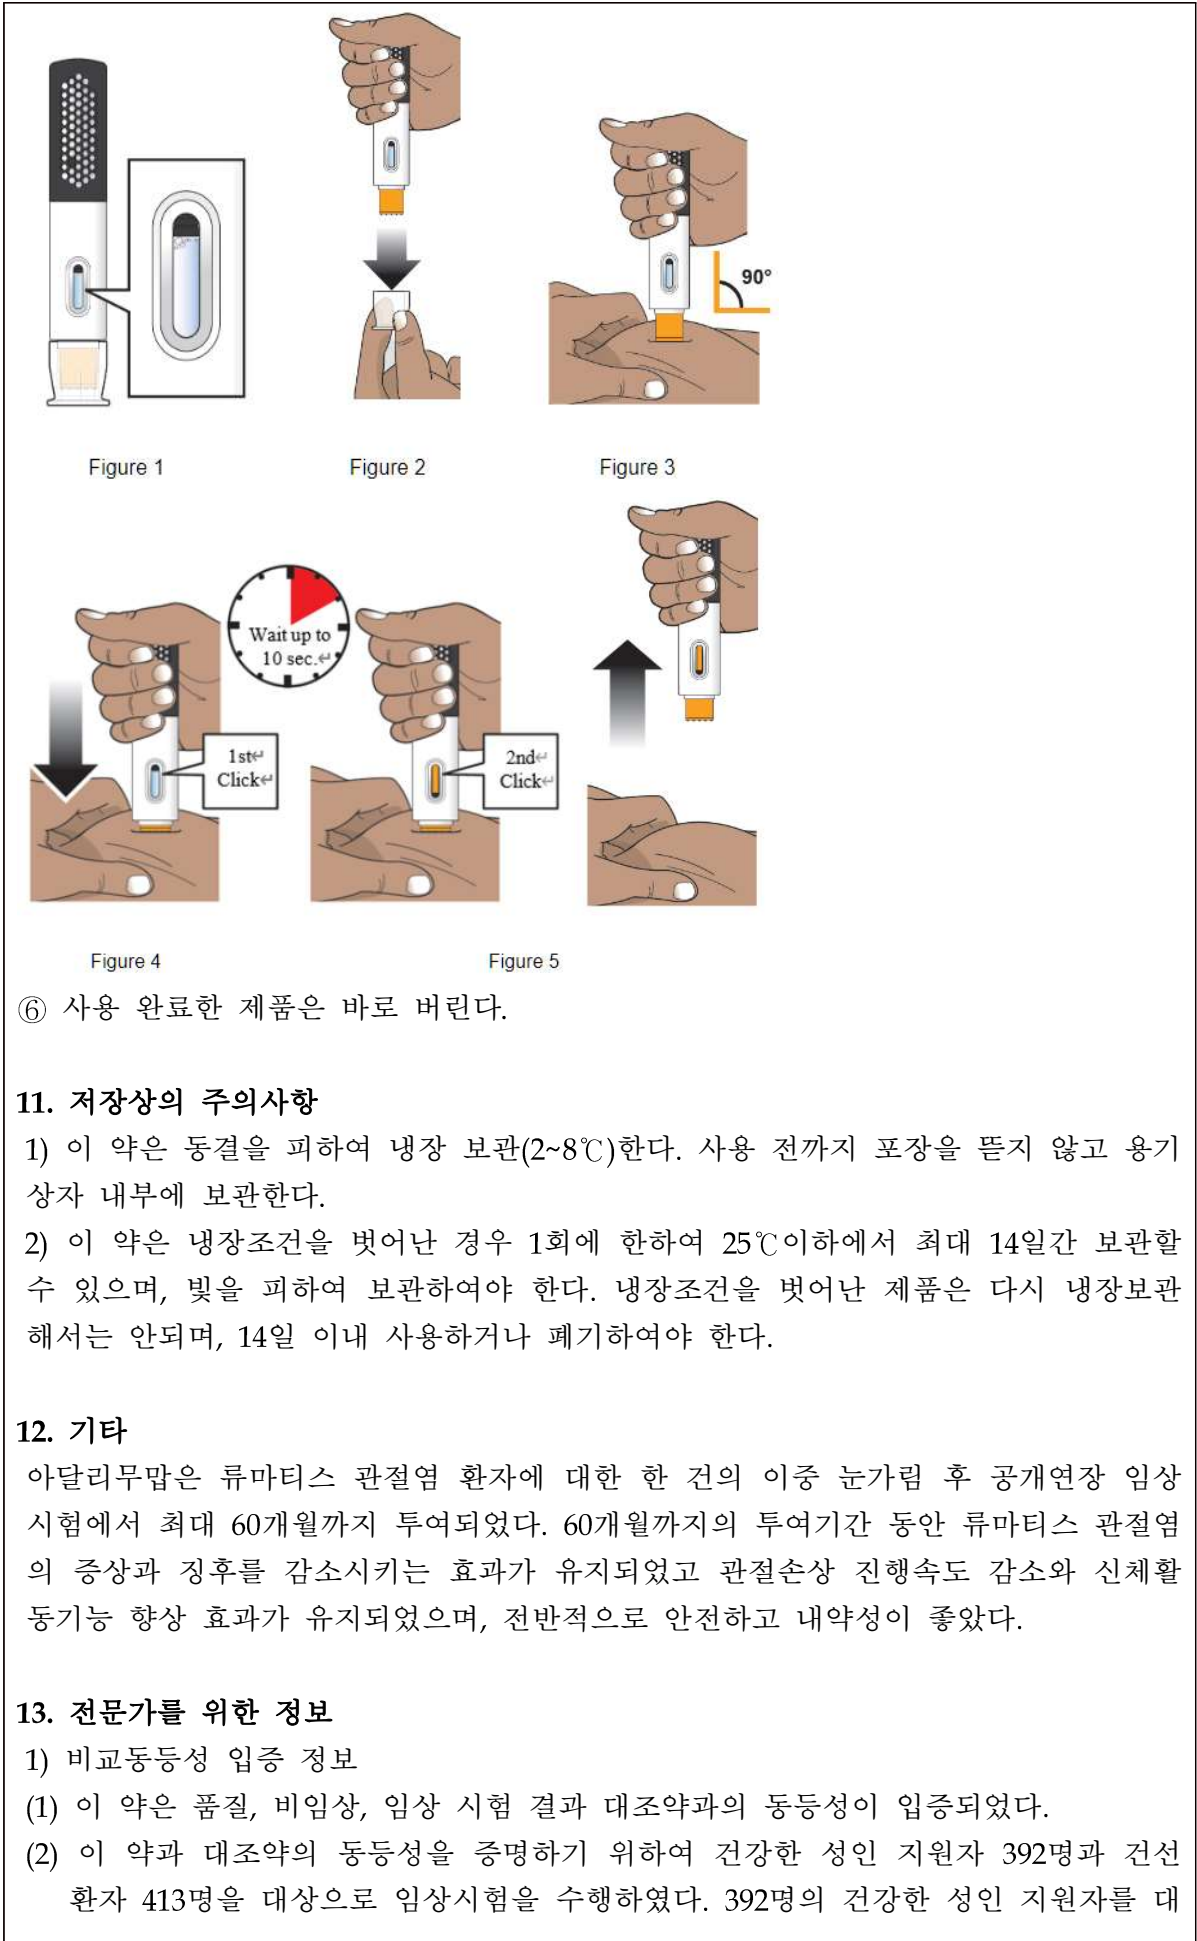 90°
Figure 1
Figure 2
Figure 3
Wait up to
10 sec.↵
1st↵
Click↵
2nd↵
Click↵
Figure 4
Figure 5
⑥ 사용 완료한 제품은 바로 버린다.
11. 저장상의 주의사항
1) 이 약은 동결을 피하여 냉장 보관(2~8℃)한다. 사용 전까지 포장을 뜯지 않고 용기
상자 내부에 보관한다.
2) 이 약은 냉장조건을 벗어난 경우 1회에 한하여 25℃이하에서 최대 14일간 보관할
수 있으며, 빛을 피하여 보관하여야 한다. 냉장조건을 벗어난 제품은 다시 냉장보관
해서는 안되며, 14일 이내 사용하거나 폐기하여야 한다.
12. 기타
아달리무맙은 류마티스 관절염 환자에 대한 한 건의 이중 눈가림 후 공개연장 임상
시험에서 최대 60개월까지 투여되었다. 60개월까지의 투여기간 동안 류마티스 관절염
의 증상과 징후를 감소시키는 효과가 유지되었고 관절손상 진행속도 감소와 신체활
동기능 향상 효과가 유지되었으며, 전반적으로 안전하고 내약성이 좋았다.
13. 전문가를 위한 정보
1) 비교동등성 입증 정보
(1) 이 약은 품질, 비임상, 임상 시험 결과 대조약과의 동등성이 입증되었다.
(2) 이 약과 대조약의 동등성을 증명하기 위하여 건강한 성인 지원자 392명과 건선
환자 413명을 대상으로 임상시험을 수행하였다. 392명의 건강한 성인 지원자를 대